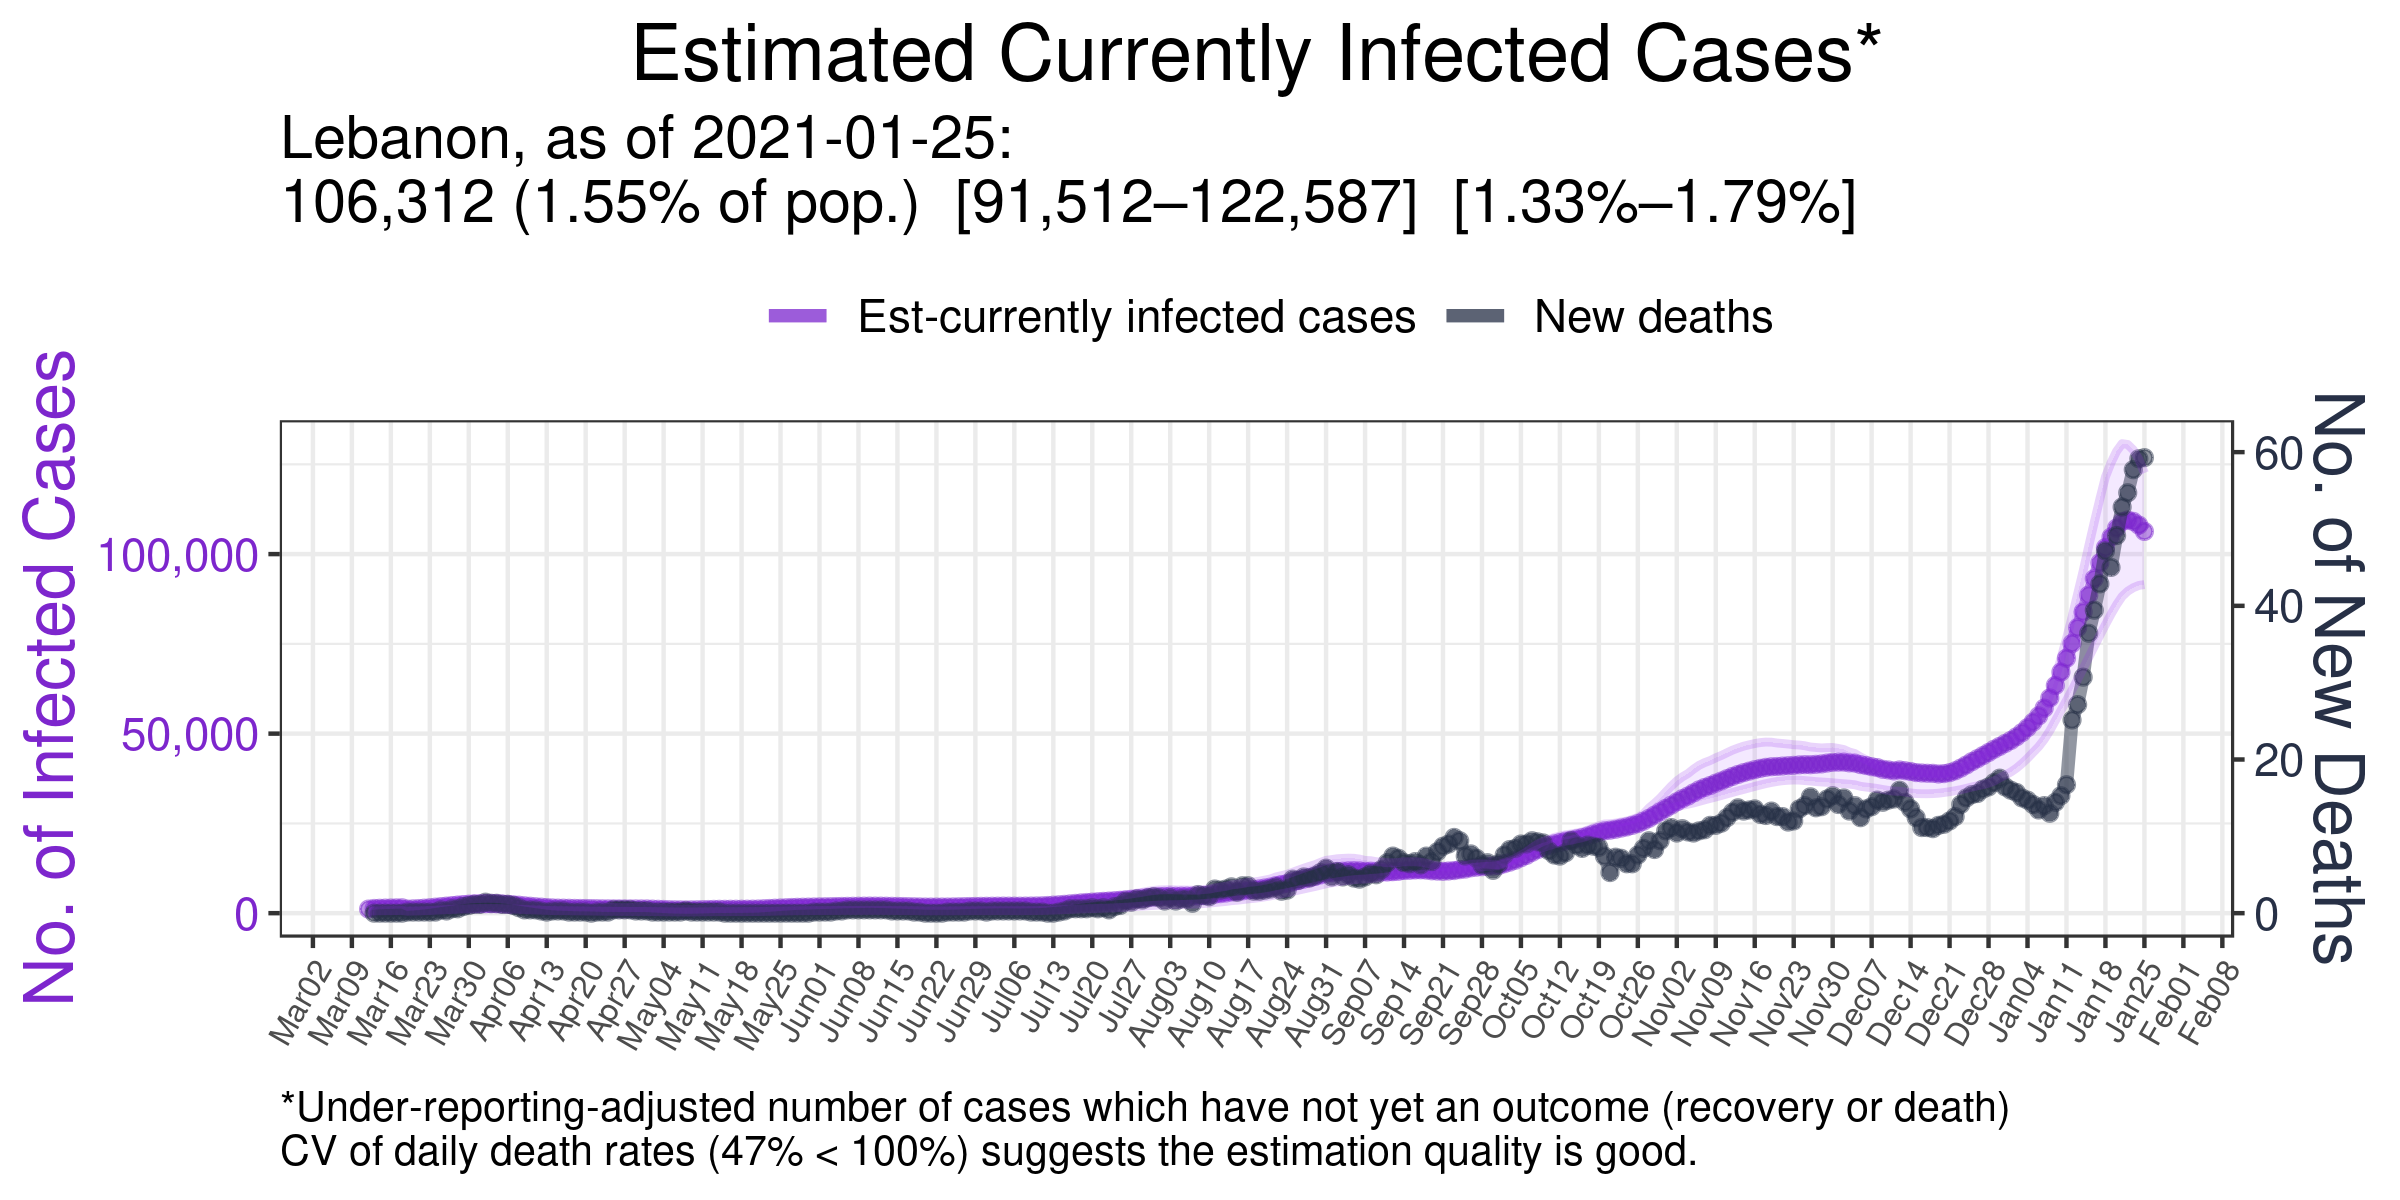 Estimated Currently Infected Cases*
Lebanon, as of 2021-01-25:
106,312 (1.55% of pop.) [91,512–122,587] [1.33%–1.79%]
Est-currently infected cases
New deaths
No. of Infected Cases
100,000
50,000
0
60
40
20
0
No. of New Deaths
Mar02
Mar09
Mar16
Mar23
Mar30
Apr06
Apr13
Apr20
Apr27
May04
May11
May18
May25
Jun01
Jun08
Jun15
Jun22
Jun29
Jul06
Jul13
Jul20
Jul27
Aug03
Aug10
Aug17
Aug24
Aug31
Sep07
Sep14
Sep21
Sep28
Oct05
Oct12
Oct19
Oct26
Nov02
Nov09
Nov16
Nov23
Nov30
Dec07
Dec14
Dec21
Dec28
Jan04
Jan11
Jan18
Jan25
Feb01
Feb08
*Under-reporting-adjusted number of cases which have not yet an outcome (recovery or death)
CV of daily death rates (47% < 100%) suggests the estimation quality is good.